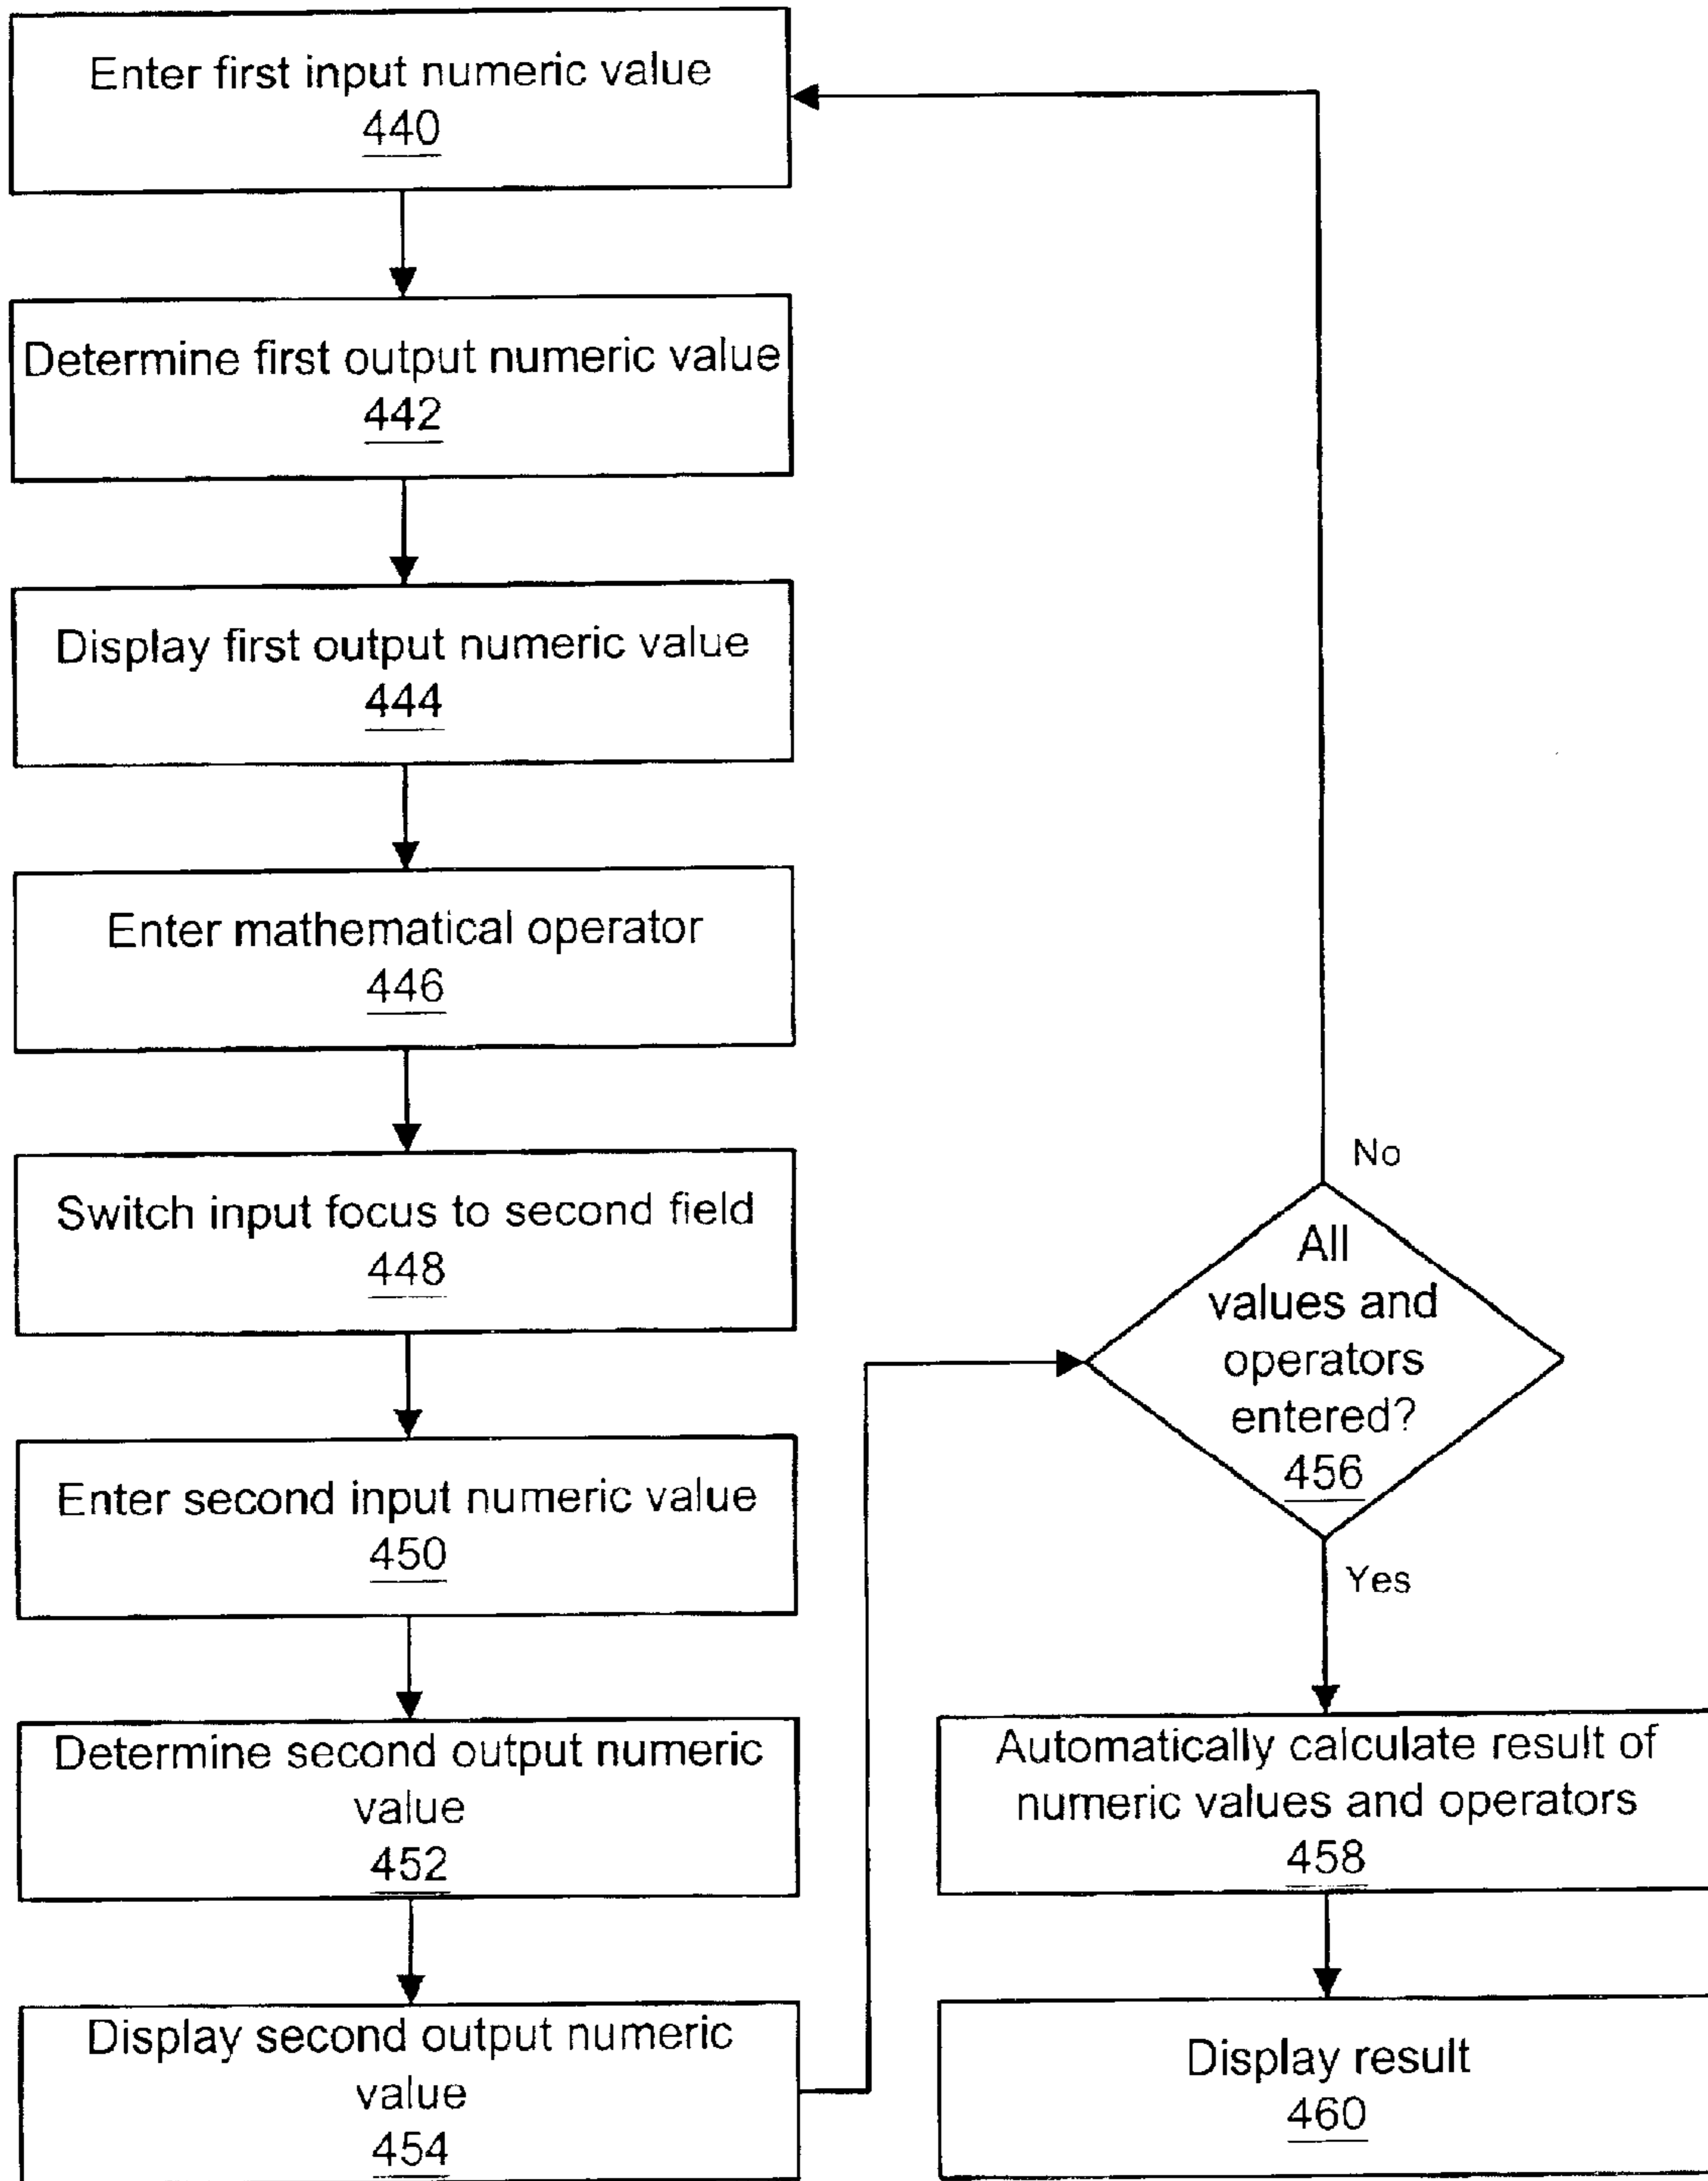 Enter first input numeric value
440
Determine first output numeric value
442
Display first output numeric value
444
Enter mathematical operator
446
Switch input focus to second field
448
Enter second input numeric value
450
Determine second output numeric
value
452
Display second output numeric
value
454
No
All
values and
operators
entered?
456
Yes
Automatically calculate result of
numeric values and operators
458
Display result
460